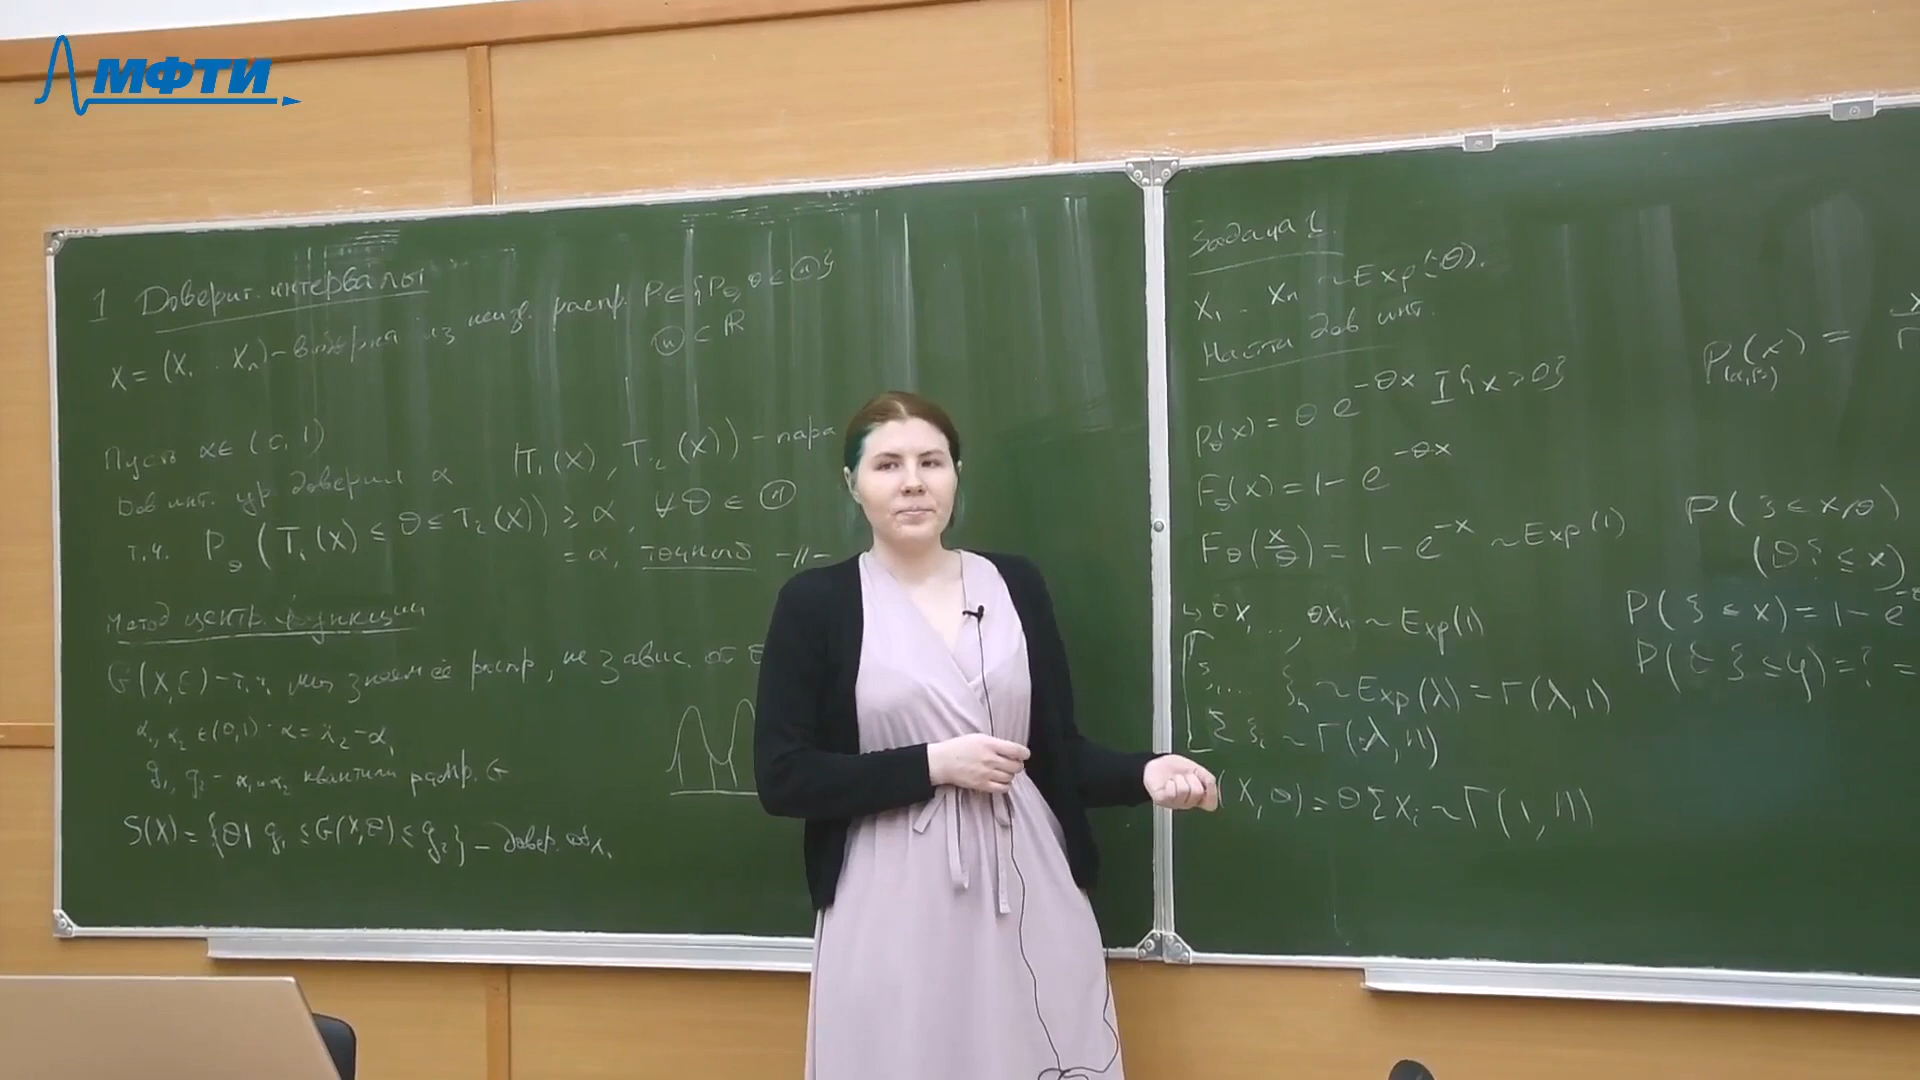 МФТИ
1 Доверит. интервалы
X = (X₁ . Xₙ) – выборка из неизв. распр. P ∈ {P_θ, θ ∈ Θ}
Θ ⊂ ℝ
Пусть α ∈ (0, 1)
Дов инт. ур доверия α (T₁(X), T₂(X)) – пара
т.ч. P_θ (T₁(X) ≤ θ ≤ T₂(X)) ≥ α, ∀ θ ∈ Θ
= α, точный –//–
Метод центр. функции
G(X, θ) – т.ч. мы знаем её распр, не завис. от θ
α₁, α₂ ∈ (0,1) : α = α₂ – α₁
g₁, g₂ – α₁ и α₂ квантили распр. G
S(X) = {θ | g₁ ≤ G(X,θ) ≤ g₂} – довер. обл.
Задача 1.
X₁ .. Xₙ ~ Exp(θ).
Найти дов инт.
p_θ(x) = θ e^{-θx} I{x > 0}
F_θ(x) = 1 – e^{-θx}
F_θ(x/θ) = 1 – e^{-x} ~ Exp(1)
θX₁ ..., θXₙ ~ Exp(1)
ξ₁ ... ξₙ ~ Exp(λ) = Γ(λ, 1)
Σ ξᵢ ~ Γ(λ, n)
(X, θ) = θ Σ Xᵢ ~ Γ(1, n)
P_{(α,β)}(x) =
P(ξ ≤ x/θ)
(θξ ≤ x)
P(ξ ≤ x) = 1 – e
P(Σ ξ ≤ y) = ? =